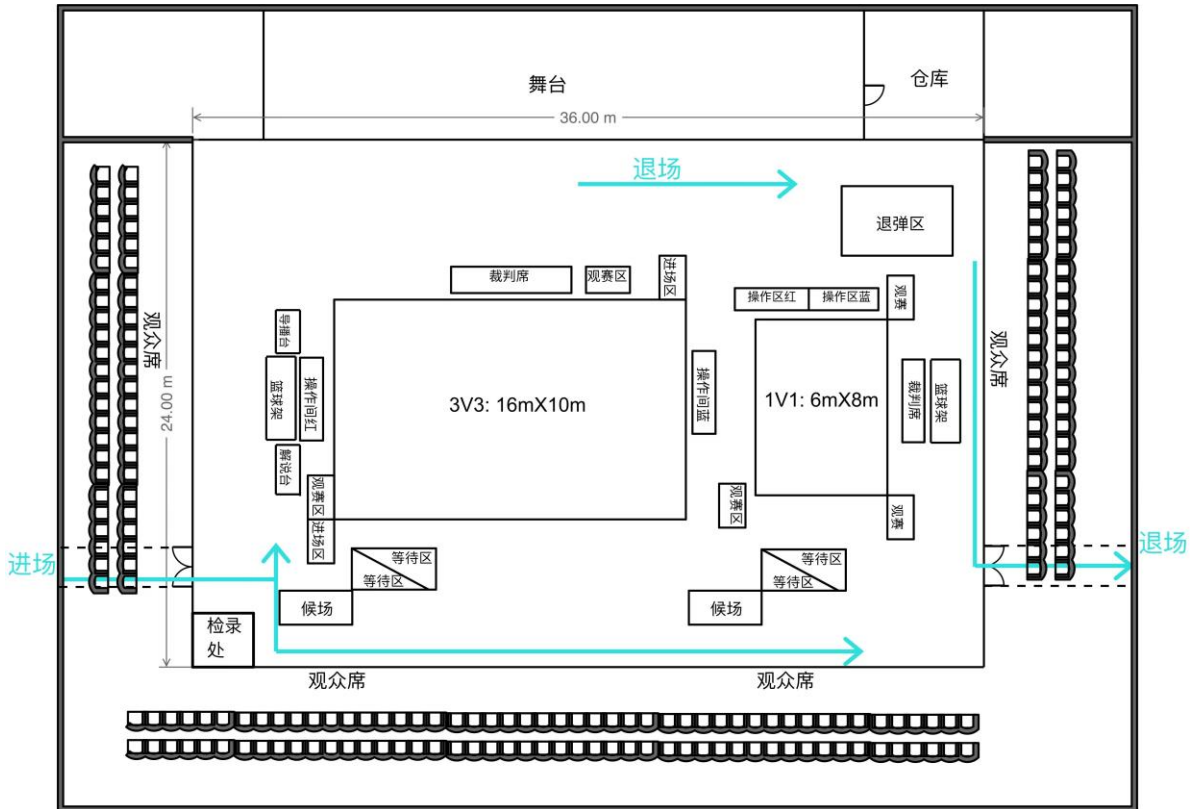 舞台
仓库
36.00 m
退场
退弹区
进场区
裁判席
观赛区
操作区红
操作区蓝
观赛
导播台
观众席
观众席
24.00 m
篮球架
操作间红
3V3: 16mX10m
操作间蓝
1V1: 6mX8m
裁判席
篮球架
解说台
观赛区
观赛区
观赛
进场区
进场
等待区
等待区
等待区
等待区
退场
候场
候场
检录
处
观众席
观众席